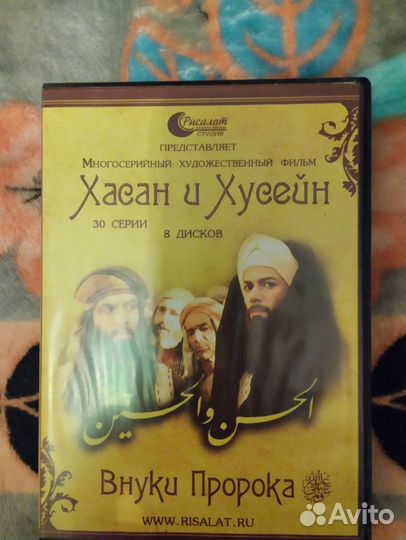 Рисалат
СТУДИЯ
ПРЕДСТАВЛЯЕТ
Многосерийный художественный фильм
Хасан и Хусейн
30 СЕРИИ
8 ДИСКОВ
الحسن والحسين
Внуки Пророка
WWW.RISALAT.RU
Avito